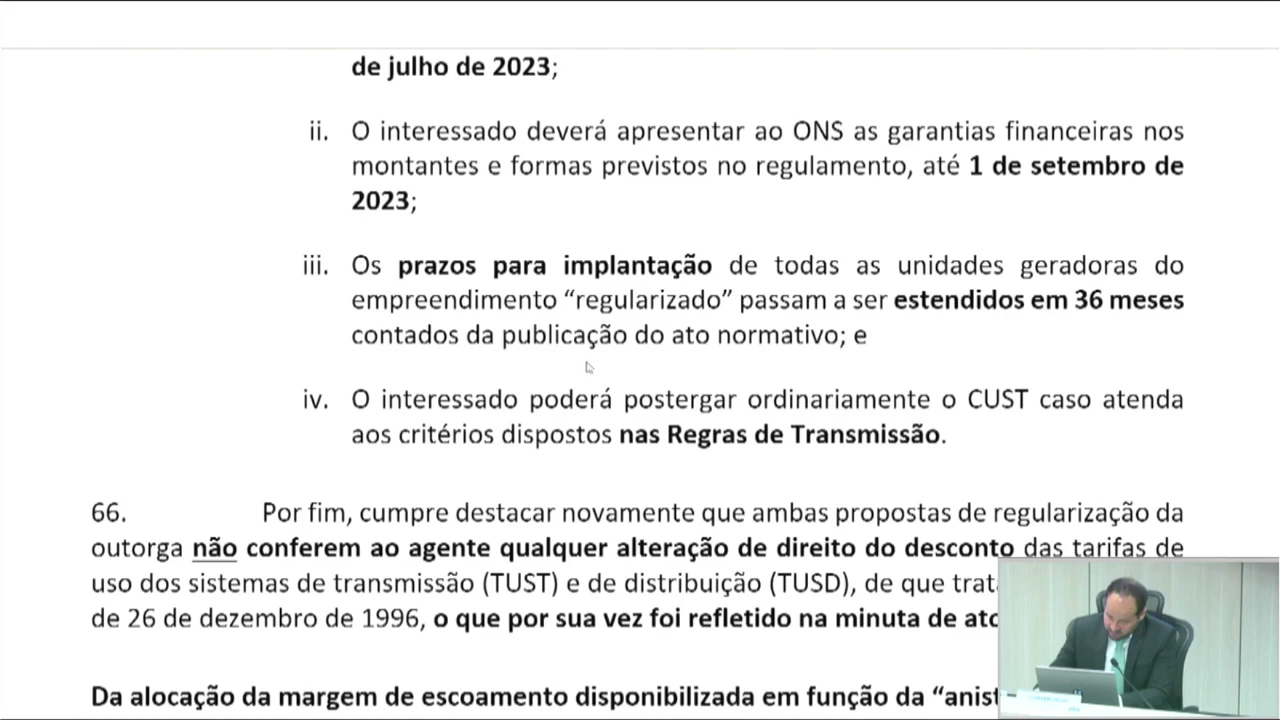 de julho de 2023;
ii. O interessado deverá apresentar ao ONS as garantias financeiras nos
montantes e formas previstos no regulamento, até 1 de setembro de
2023;
iii. Os prazos para implantação de todas as unidades geradoras do
empreendimento “regularizado” passam a ser estendidos em 36 meses
contados da publicação do ato normativo; e
iv. O interessado poderá postergar ordinariamente o CUST caso atenda
aos critérios dispostos nas Regras de Transmissão.
66. Por fim, cumpre destacar novamente que ambas propostas de regularização da
outorga não conferem ao agente qualquer alteração de direito do desconto das tarifas de
uso dos sistemas de transmissão (TUST) e de distribuição (TUSD), de que trat
de 26 de dezembro de 1996, o que por sua vez foi refletido na minuta de ato
Da alocação da margem de escoamento disponibilizada em função da “anist